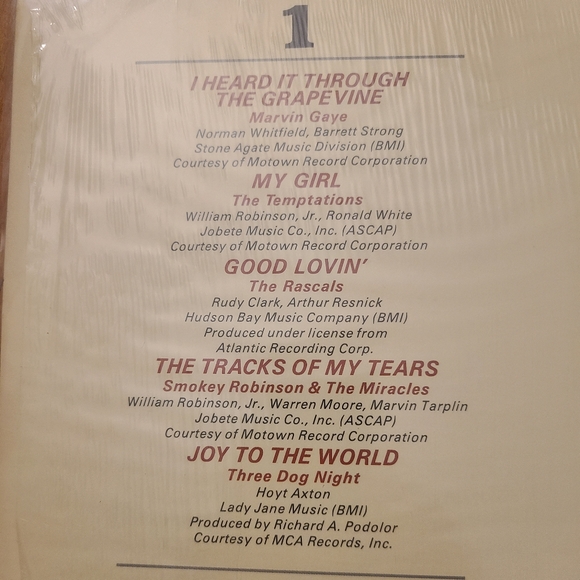 1
I HEARD IT THROUGH
THE GRAPEVINE
Marvin Gaye
Norman Whitfield, Barrett Strong
Stone Agate Music Division (BMI)
Courtesy of Motown Record Corporation
MY GIRL
The Temptations
William Robinson, Jr., Ronald White
Jobete Music Co., Inc. (ASCAP)
Courtesy of Motown Record Corporation
GOOD LOVIN'
The Rascals
Rudy Clark, Arthur Resnick
Hudson Bay Music Company (BMI)
Produced under license from
Atlantic Recording Corp.
THE TRACKS OF MY TEARS
Smokey Robinson & The Miracles
William Robinson, Jr., Warren Moore, Marvin Tarplin
Jobete Music Co., Inc. (ASCAP)
Courtesy of Motown Record Corporation
JOY TO THE WORLD
Three Dog Night
Hoyt Axton
Lady Jane Music (BMI)
Produced by Richard A. Podolor
Courtesy of MCA Records, Inc.